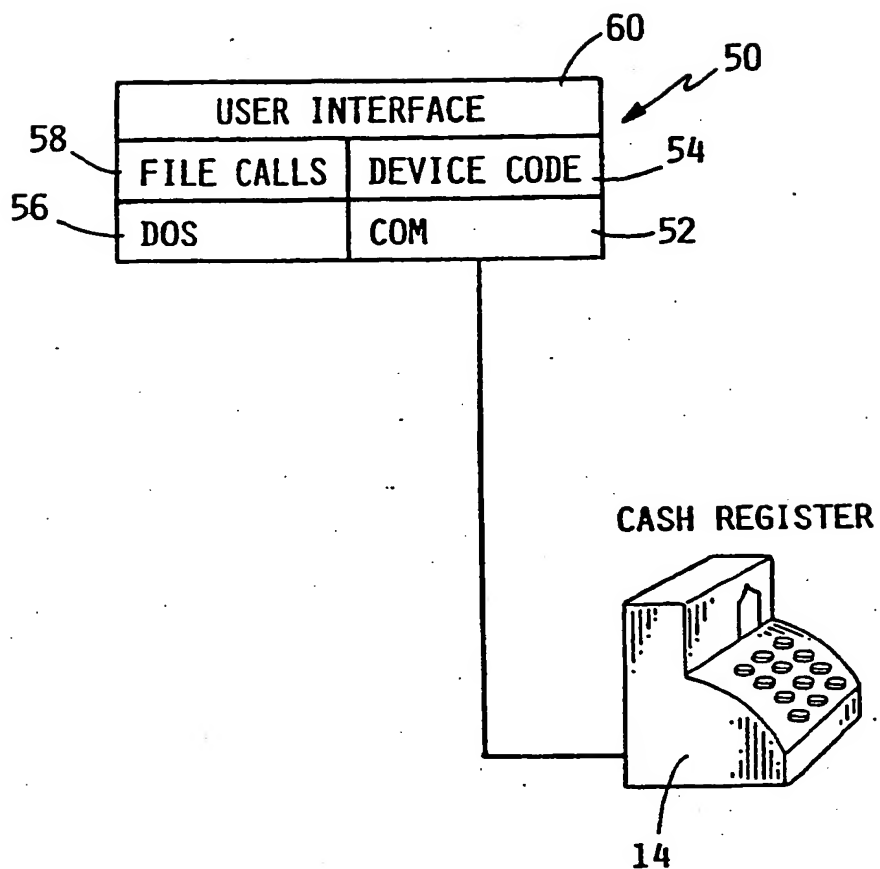 60
50
USER INTERFACE
58
FILE CALLS
DEVICE CODE
54
56
DOS
COM
52
CASH REGISTER
14